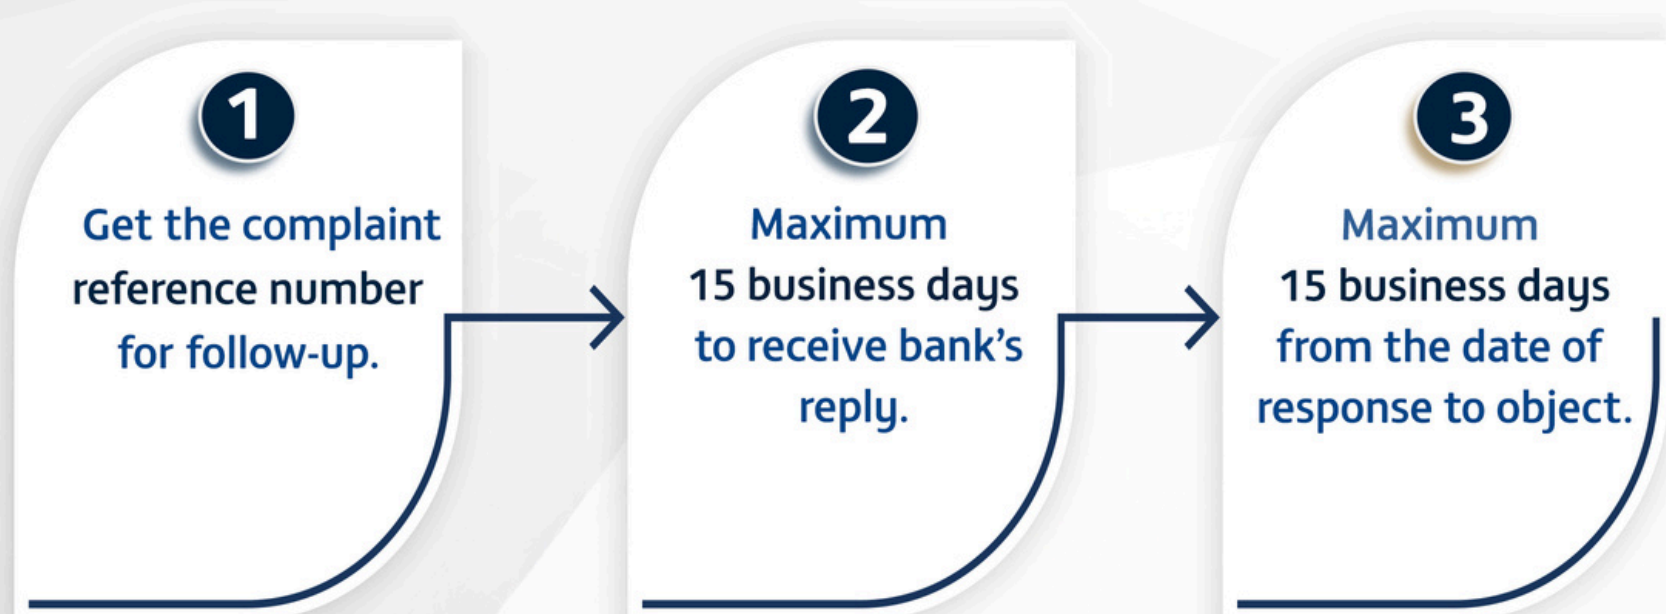 1
Get the complaint
reference number
for follow-up.
2
Maximum
15 business days
to receive bank's
reply.
3
Maximum
15 business days
from the date of
response to object.